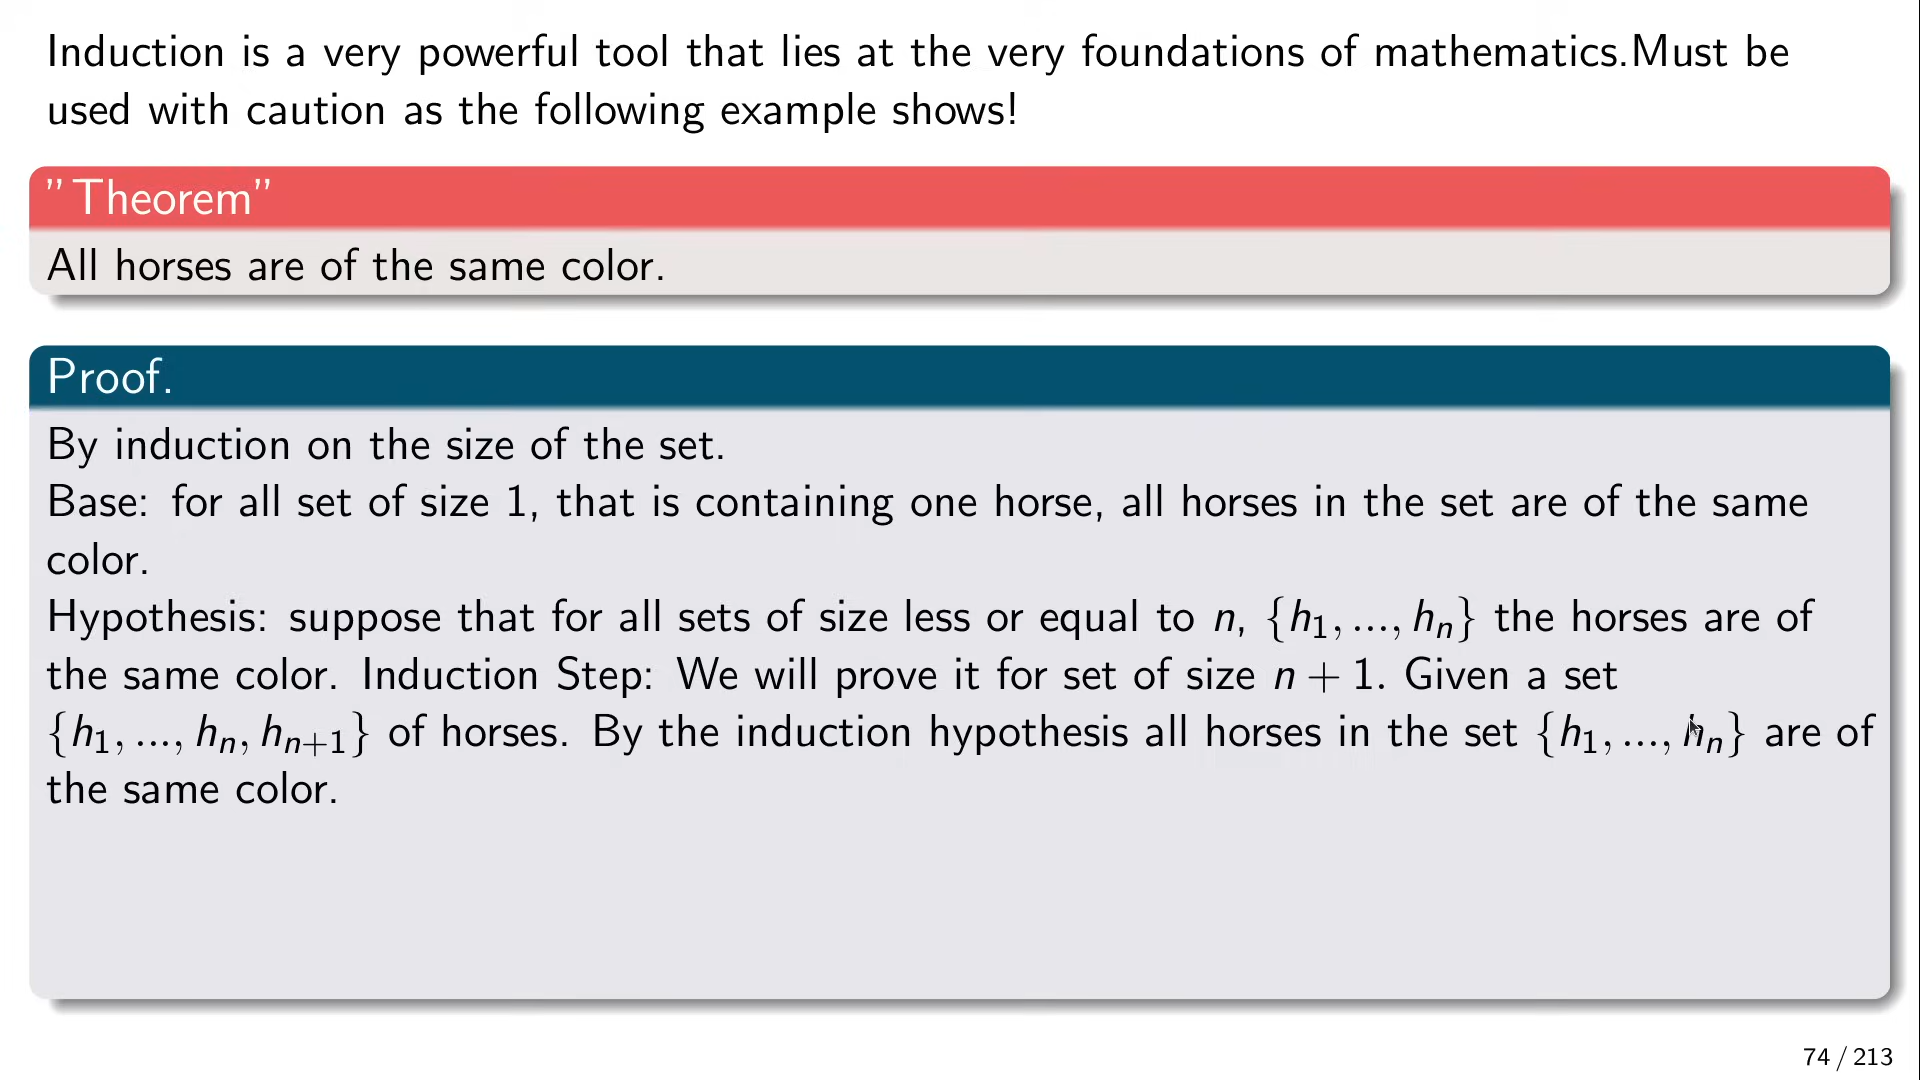 Induction is a very powerful tool that lies at the very foundations of mathematics.Must be
used with caution as the following example shows!
"Theorem"
All horses are of the same color.
Proof.
By induction on the size of the set.
Base: for all set of size 1, that is containing one horse, all horses in the set are of the same
color.
Hypothesis: suppose that for all sets of size less or equal to n, {h₁, ..., hₙ} the horses are of
the same color. Induction Step: We will prove it for set of size n + 1. Given a set
{h₁, ..., hₙ, hₙ₊₁} of horses. By the induction hypothesis all horses in the set {h₁, ..., hₙ} are of
the same color.
74 / 213